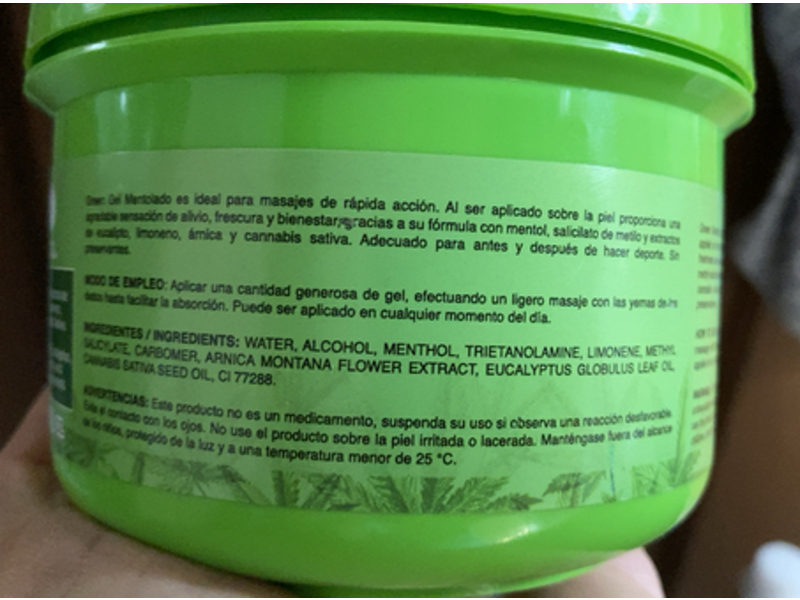 Green Gel Mentolado es ideal para masajes de rápida acción. Al ser aplicado sobre la piel proporciona una
agradable sensación de alivio, frescura y bienestar, gracias a su fórmula con mentol, salicilato de metilo y extractos
de eucalipto, limoneno, árnica y cannabis sativa. Adecuado para antes y después de hacer deporte. Sin
preservantes.
MODO DE EMPLEO: Aplicar una cantidad generosa de gel, efectuando un ligero masaje con las yemas de los
dedos hasta facilitar la absorción. Puede ser aplicado en cualquier momento del día.
INGREDIENTES / INGREDIENTS: WATER, ALCOHOL, MENTHOL, TRIETANOLAMINE, LIMONENE, METHYL
SALICYLATE, CARBOMER, ARNICA MONTANA FLOWER EXTRACT, EUCALYPTUS GLOBULUS LEAF OIL,
CANNABIS SATIVA SEED OIL, CI 77288.
ADVERTENCIAS: Este producto no es un medicamento, suspenda su uso si observa una reacción desfavorable.
Evite el contacto con los ojos. No use el producto sobre la piel irritada o lacerada. Manténgase fuera del alcance
de los niños, protegido de la luz y a una temperatura menor de 25 °C.